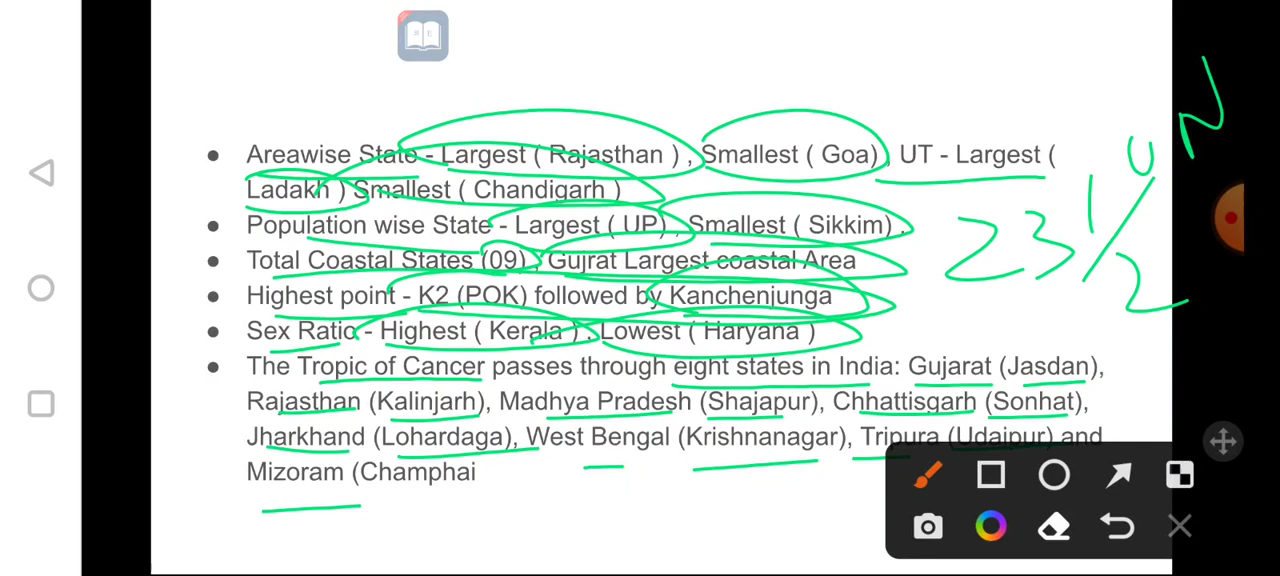 Areawise State - Largest ( Rajasthan ) , Smallest ( Goa) , UT - Largest (
Ladakh ) Smallest ( Chandigarh )
Population wise State - Largest ( UP) , Smallest ( Sikkim) .
Total Coastal States (09) , Gujrat Largest coastal Area
Highest point - K2 (POK) followed by Kanchenjunga
Sex Ratio - Highest ( Kerala ) . Lowest ( Haryana )
The Tropic of Cancer passes through eight states in India: Gujarat (Jasdan),
Rajasthan (Kalinjarh), Madhya Pradesh (Shajapur), Chhattisgarh (Sonhat),
Jharkhand (Lohardaga), West Bengal (Krishnanagar), Tripura (Udaipur) and
Mizoram (Champhai
23 1/2 0 N